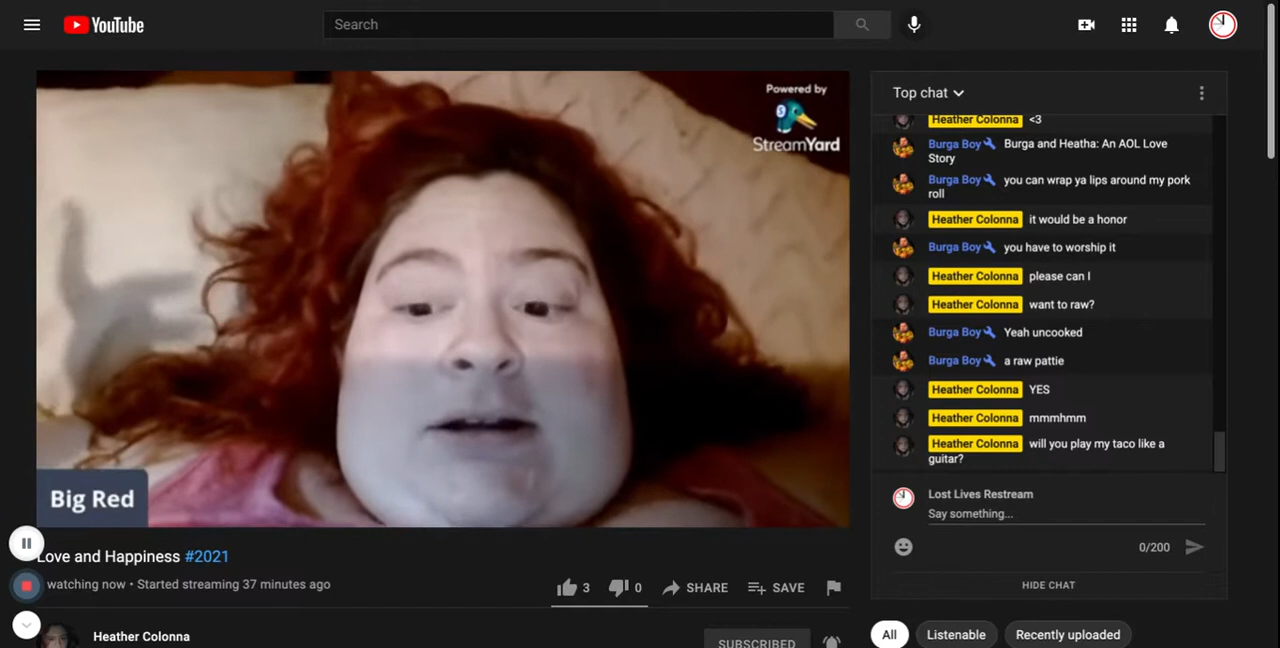 YouTube
Search
Powered by
StreamYard
Big Red
Love and Happiness #2021
watching now • Started streaming 37 minutes ago
3
0
SHARE
SAVE
Heather Colonna
SUBSCRIBED
Top chat
Heather Colonna <3
Burga Boy Burga and Heatha: An AOL Love
Story
Burga Boy you can wrap ya lips around my pork
roll
Heather Colonna it would be a honor
Burga Boy you have to worship it
Heather Colonna please can I
Heather Colonna want to raw?
Burga Boy Yeah uncooked
Burga Boy a raw pattie
Heather Colonna YES
Heather Colonna mmmhmm
Heather Colonna will you play my taco like a
guitar?
Lost Lives Restream
Say something...
0/200
HIDE CHAT
All
Listenable
Recently uploaded